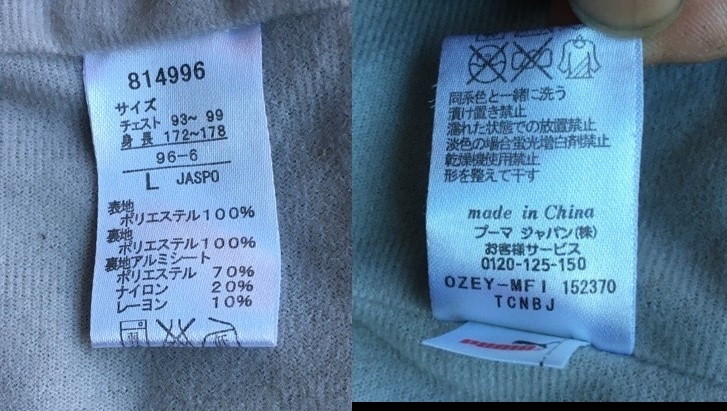 814996
サイズ
チェスト 93~ 99
身 長 172~178
96-6
L JASPO
表地
ポリエステル100%
裏地
ポリエステル100%
裏地アルミシート
ポリエステル 70%
ナイロン 20%
レーヨン 10%
同系色と一緒に洗う
漬け置き禁止
濡れた状態での放置禁止
淡色の場合蛍光増白剤禁止
乾燥機使用禁止
形を整えて干す
made in China
プーマ ジャパン(株)
お客様サービス
0120-125-150
OZEY-MFI 152370
TCNBJ